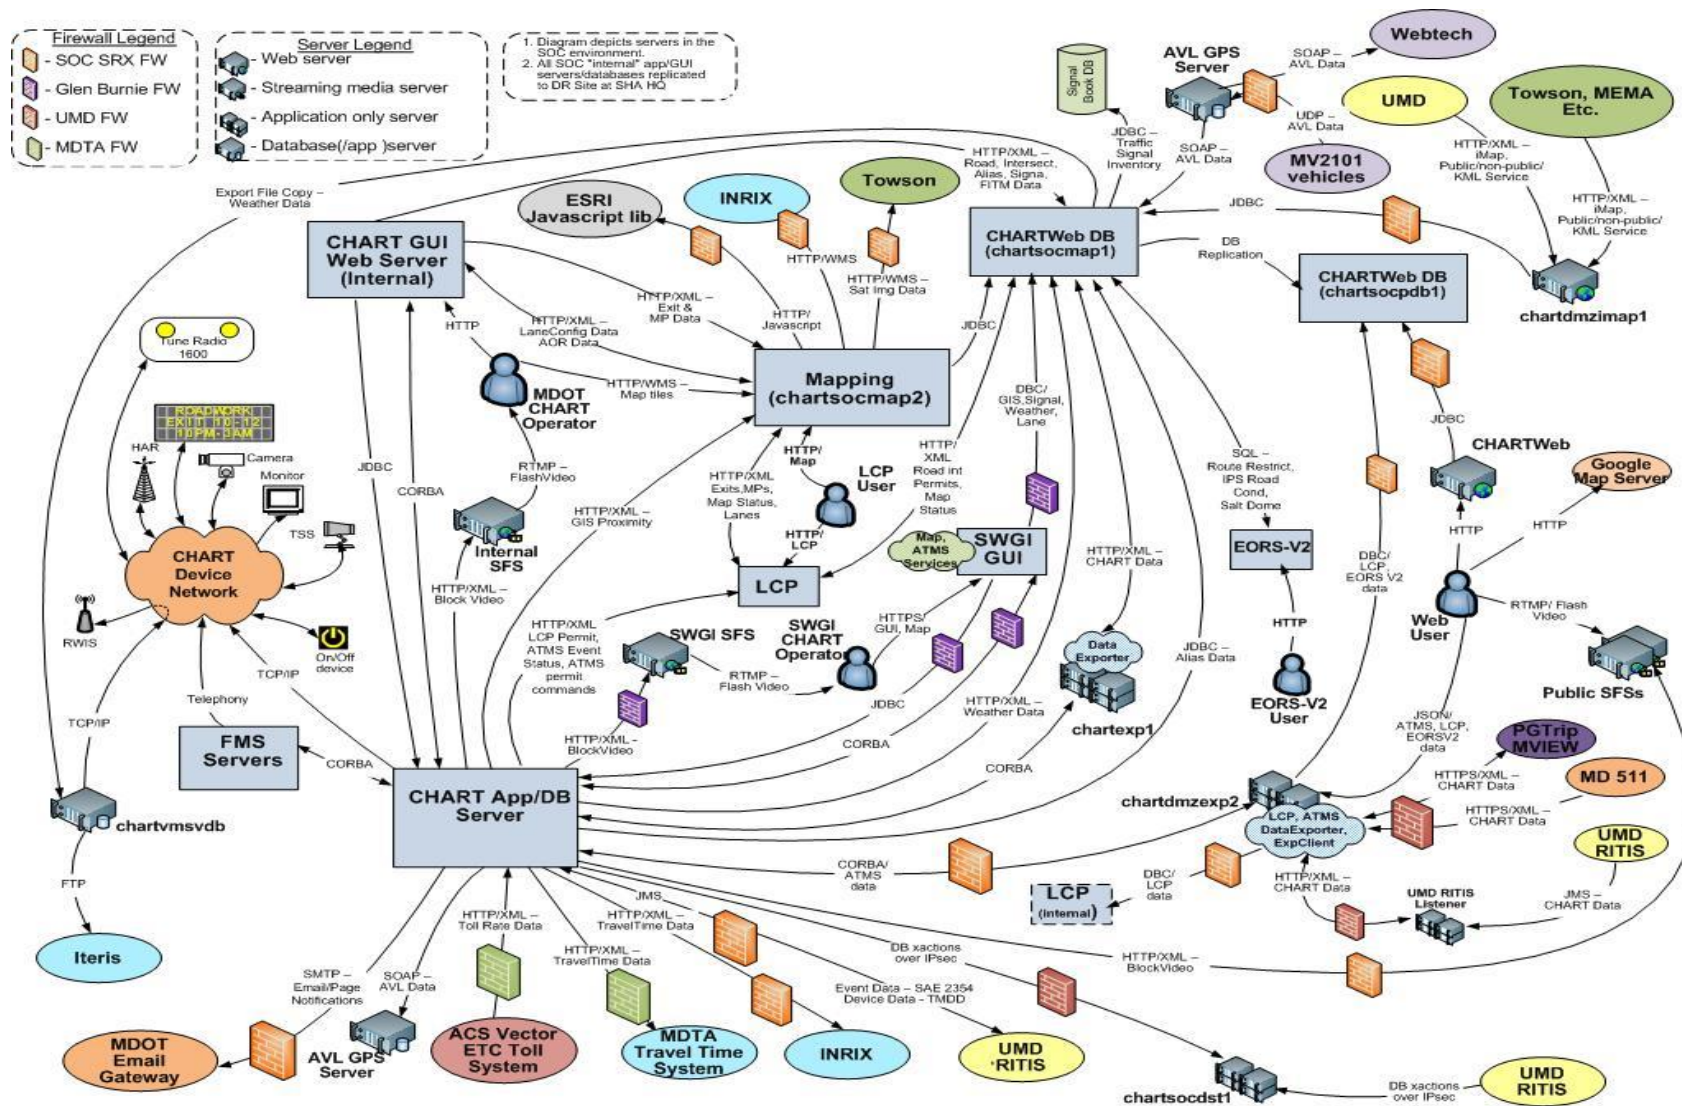 Firewall Legend
- SOC SRX FW
- Glen Burnie FW
- UMD FW
- MDTA FW
Server Legend
- Web server
- Streaming media server
- Application only server
- Database(/app )server
1. Diagram depicts servers in the
SOC environment.
2. All SOC "internal" app/GUI
servers/databases replicated
to DR Site at SHA HQ
Signal
Book DB
AVL GPS
Server
SOAP –
AVL Data
Webtech
UMD
Towson, MEMA
Etc.
UDP –
AVL Data
MV2101
vehicles
JDBC –
Traffic
Signal
Inventory
SOAP –
AVL Data
HTTP/XML –
Road, Intersect,
Alias, Signa,
FITM Data
HTTP/XML –
iMap,
Public/non-public/
KML Service
HTTP/XML –
iMap,
Public/non-public/
KML Service
Export File Copy –
Weather Data
ESRI
Javascript lib
INRIX
Towson
CHART GUI
Web Server
(Internal)
CHARTWeb DB
(chartsocmap1)
JDBC
DB
Replication
CHARTWeb DB
(chartsocpdb1)
chartdmzimap1
HTTP/WMS
HTTP/WMS –
Sat Img Data
HTTP/XML –
Exit &
MP Data
HTTP/
Javascript
HTTP/XML –
LaneConfig Data
AOR Data
HTTP
JDBC
Tune Radio
1600
Mapping
(chartsocmap2)
HTTP/WMS –
Map tiles
MDOT
CHART
Operator
DBC/
GIS,Signal,
Weather,
Lane
JDBC
ROADWORK
EXIT 10-12
10PM-3AM
HAR
Camera
Monitor
TSS
JDBC
CORBA
RTMP –
FlashVideo
HTTP/XML –
GIS Proximity
HTTP/XML
Exits,MPs,
Map Status,
Lanes
HTTP/
Map
LCP
User
HTTP/
XML
Road int
Permits,
Map
Status
SQL –
Route Restrict,
IPS Road
Cond,
Salt Dome
CHARTWeb
Google
Map Server
HTTP
HTTP
CHART
Device
Network
Internal
SFS
HTTP/
LCP
Map,
ATMS
Services
SWGI
GUI
EORS-V2
HTTP/XML –
CHART Data
DBC/
LCP,
EORS V2
data
HTTP/XML –
Block Video
LCP
RWIS
On/Off
device
HTTP/XML
LCP Permit,
ATMS Event
Status, ATMS
permit
commands
SWGI SFS
SWGI
CHART
Operator
HTTPS/
GUI, Map
HTTP
Web
User
RTMP/ Flash
Video
Data
Exporter
JDBC –
Alias Data
TCP/IP
Telephony
RTMP –
Flash Video
EORS-V2
User
Public SFSs
TCP/IP
JDBC
HTTP/XML –
Weather Data
chartexp1
JSON/
ATMS, LCP,
EORSV2
data
PGTrip
MVIEW
FMS
Servers
CORBA
HTTP/XML -
BlockVideo
CORBA
CORBA
HTTPS/XML –
CHART Data
MD 511
CHART App/DB
Server
chartdmzexp2
HTTPS/XML –
CHART Data
chartvmsvdb
LCP, ATMS
DataExporter,
ExpClient
UMD
RITIS
CORBA/
ATMS
data
DBC/
LCP
data
HTTP/XML –
CHART Data
LCP
(internal)
UMD RITIS
Listener
JMS –
CHART Data
FTP
JMS
HTTP/XML –
Toll Rate Data
HTTP/XML –
TravelTime Data
HTTP/XML –
TravelTime Data
DB xactions
over IPsec
HTTP/XML –
BlockVideo
Iteris
SMTP –
Email/Page
Notifications
SOAP –
AVL Data
Event Data – SAE 2354
Device Data - TMDD
MDOT
Email
Gateway
AVL GPS
Server
ACS Vector
ETC Toll
System
MDTA
Travel Time
System
INRIX
UMD
RITIS
chartsocdst1
DB xactions
over IPsec
UMD
RITIS